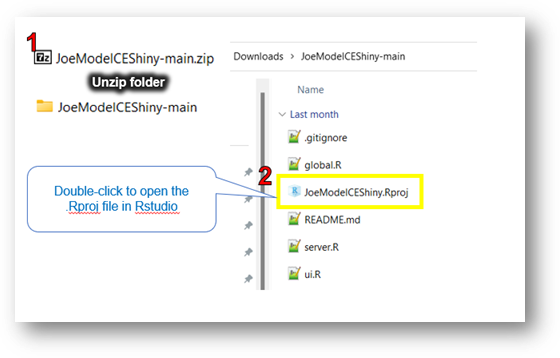 1
JoeModelCEShiny-main.zip
Unzip folder
JoeModelCEShiny-main
Downloads > JoeModelCEShiny-main
Name
Last month
.gitignore
global.R
2
JoeModelCEShiny.Rproj
Double-click to open the
.Rproj file in Rstudio
README.md
server.R
ui.R